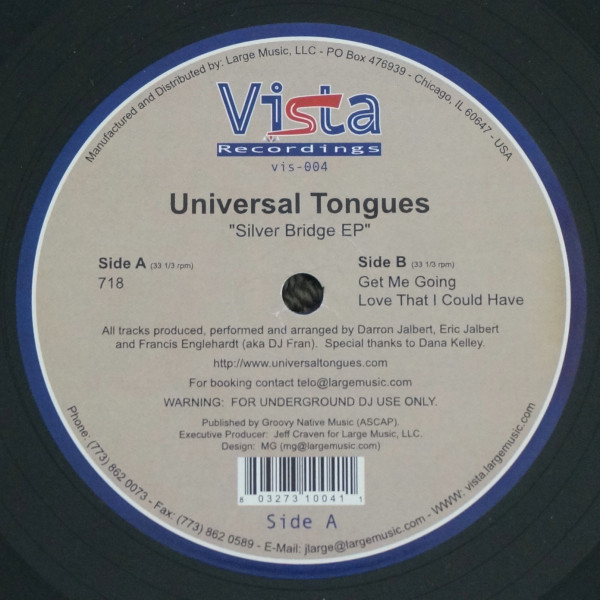 Manufactured and Distributed by: Large Music, LLC - PO Box 476939 - Chicago, IL 60647 - USA
Vista
Recordings
vis-004
Universal Tongues
"Silver Bridge EP"
Side A (33 1/3 rpm)
718
Side B (33 1/3 rpm)
Get Me Going
Love That I Could Have
All tracks produced, performed and arranged by Darron Jalbert, Eric Jalbert
and Francis Englehardt (aka DJ Fran). Special thanks to Dana Kelley.
http://www.universaltongues.com
For booking contact telo@largemusic.com
WARNING: FOR UNDERGROUND DJ USE ONLY.
Published by Groovy Native Music (ASCAP).
Executive Producer: Jeff Craven for Large Music, LLC.
Design: MG (mg@largemusic.com)
8 03273 10041 1
Side A
Phone: (773) 862 0073 - Fax: (773) 862 0589 - E-Mail: jlarge@largemusic.com - WWW: vista.largemusic.com